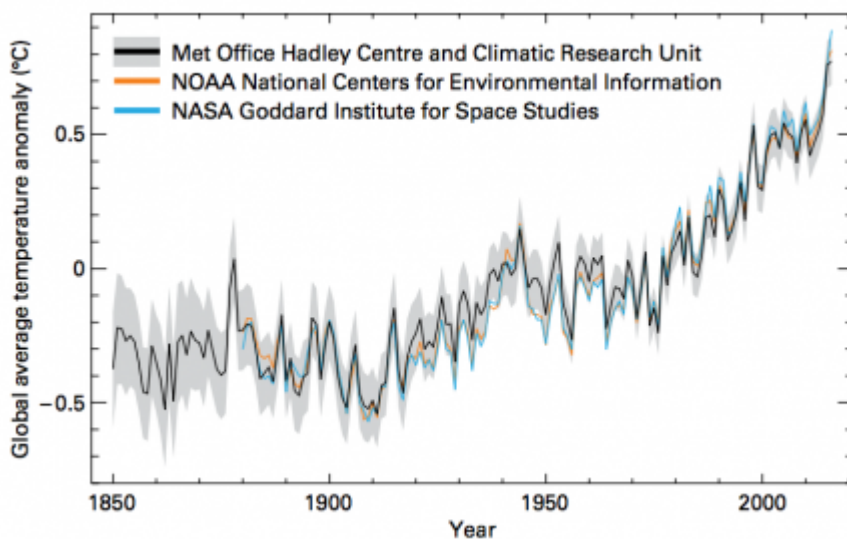 Met Office Hadley Centre and Climatic Research Unit
NOAA National Centers for Environmental Information
NASA Goddard Institute for Space Studies
Global average temperature anomaly (°C)
0.5
0
−0.5
1850 1900 1950 2000
Year